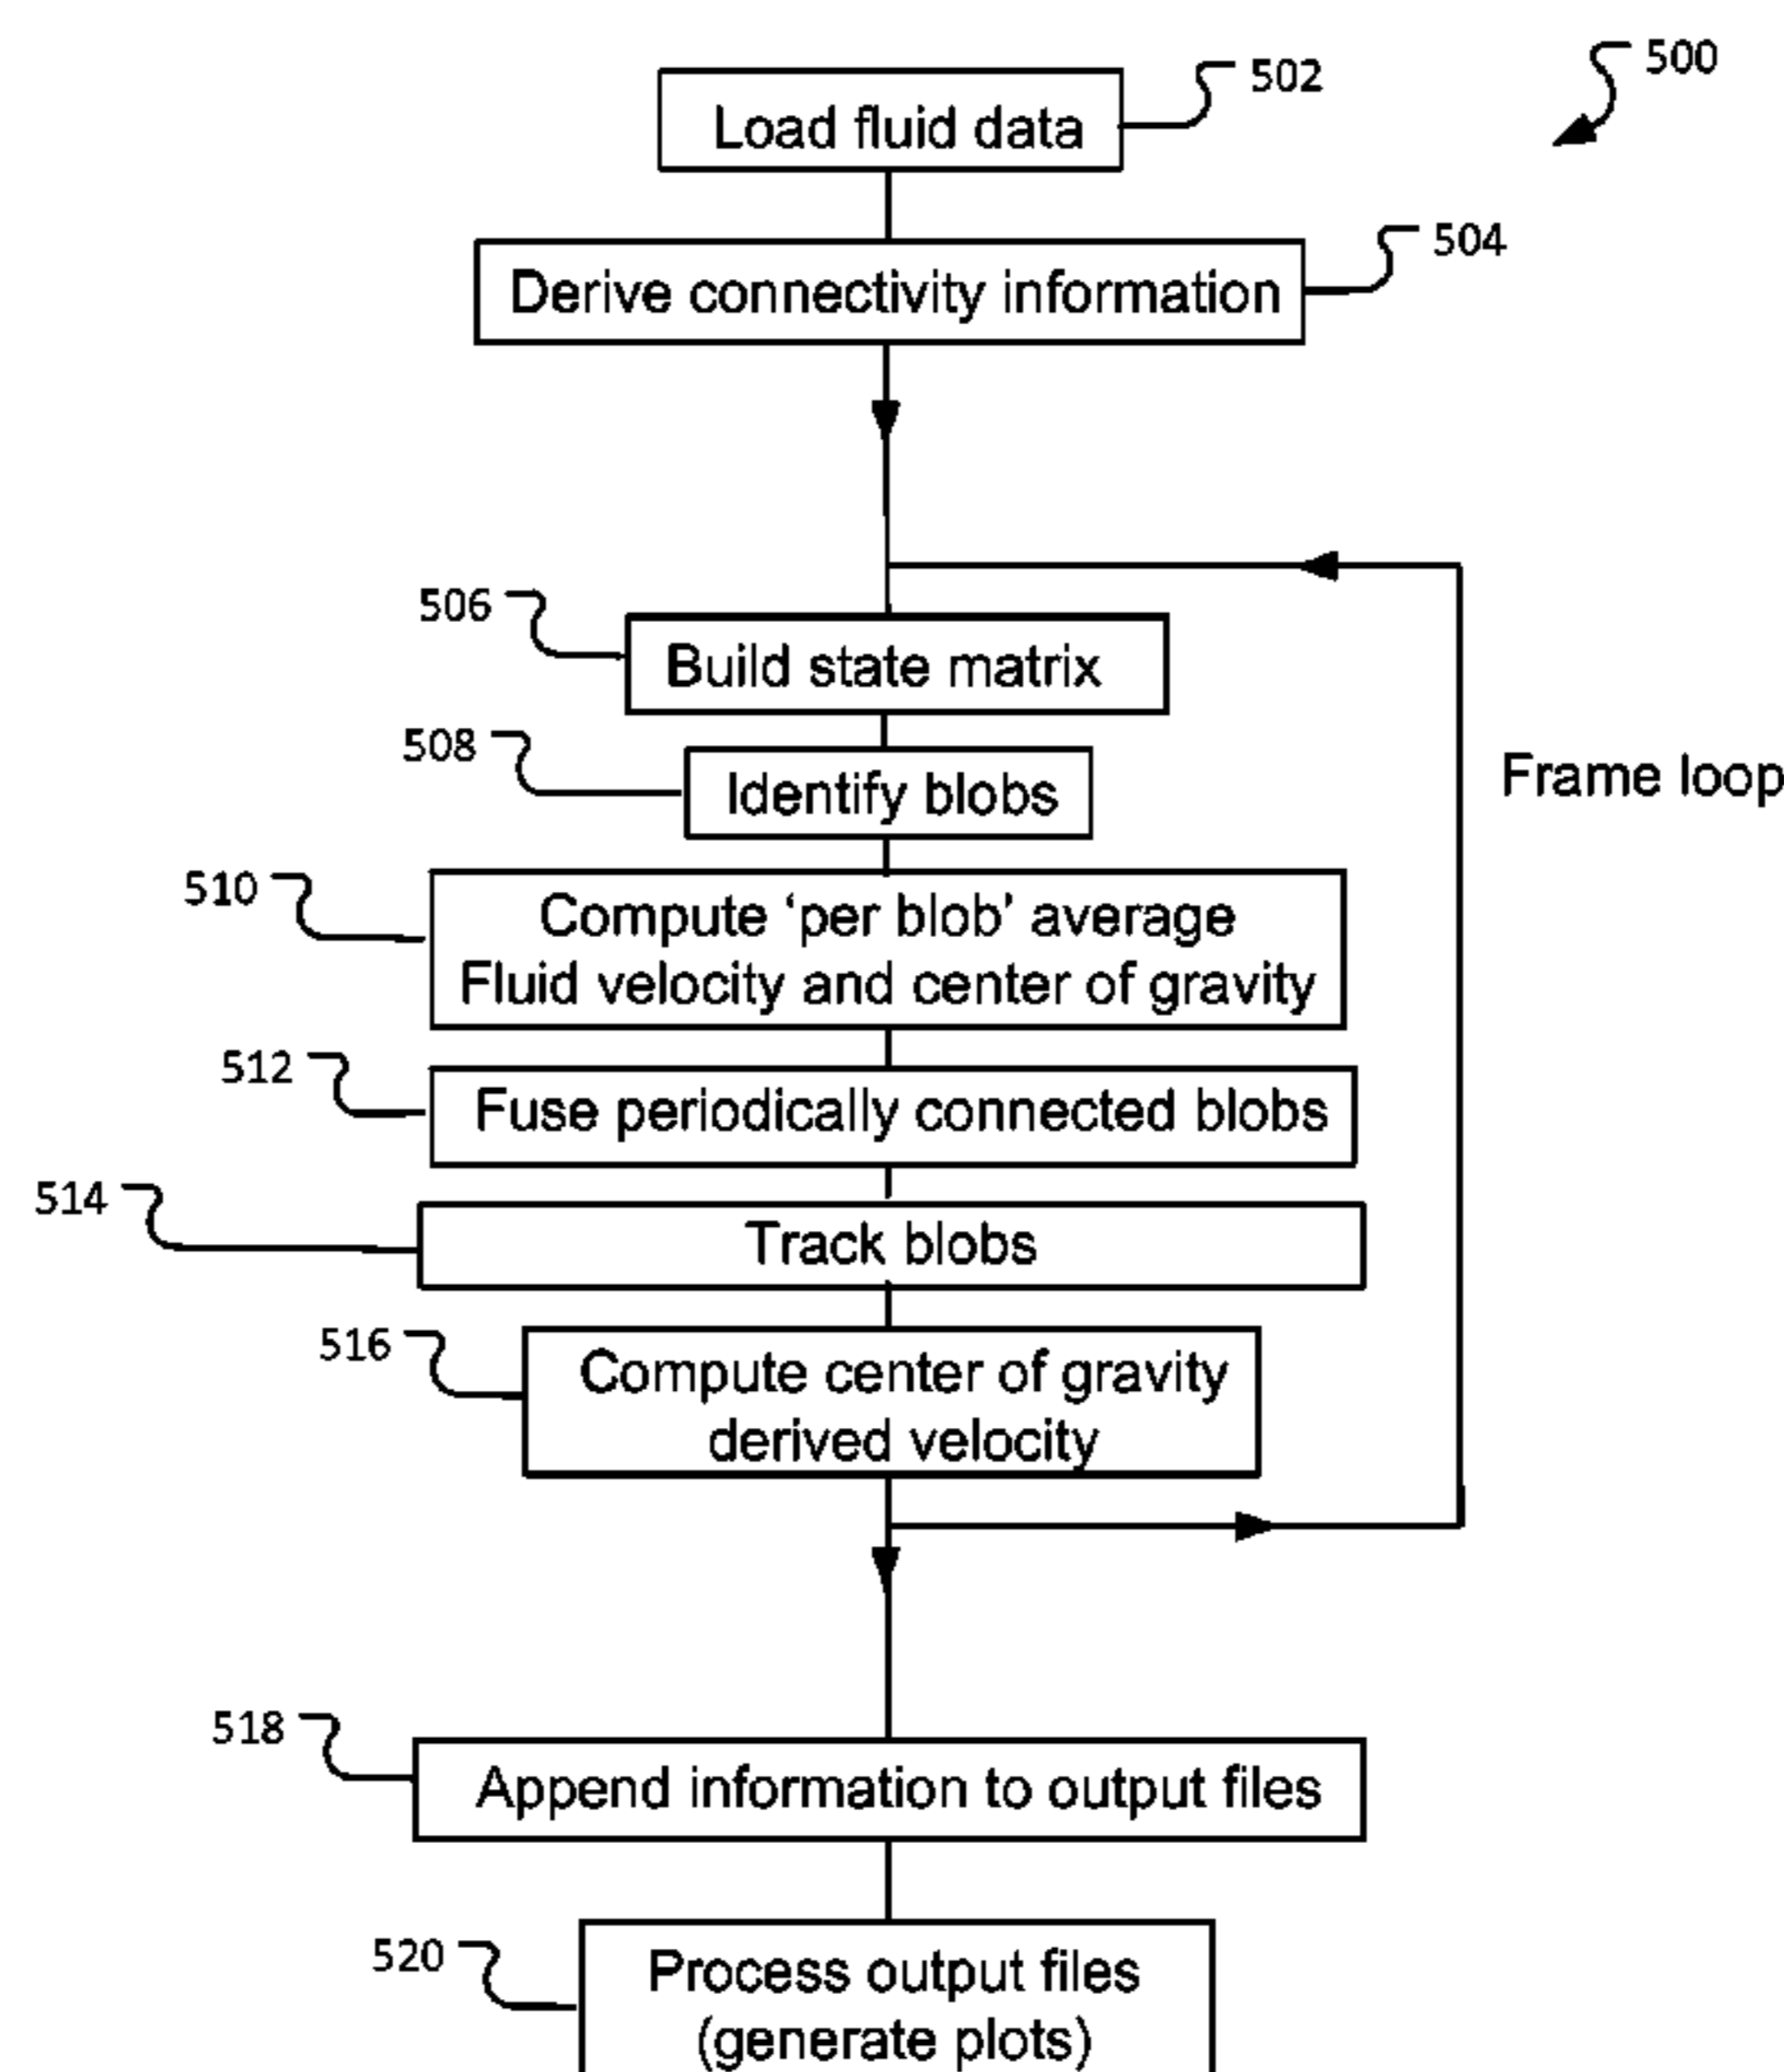 500
502
Load fluid data
504
Derive connectivity information
506
Build state matrix
508
Identify blobs
Frame loop
510
Compute ‘per blob’ average
Fluid velocity and center of gravity
512
Fuse periodically connected blobs
514
Track blobs
516
Compute center of gravity
derived velocity
518
Append information to output files
520
Process output files
(generate plots)